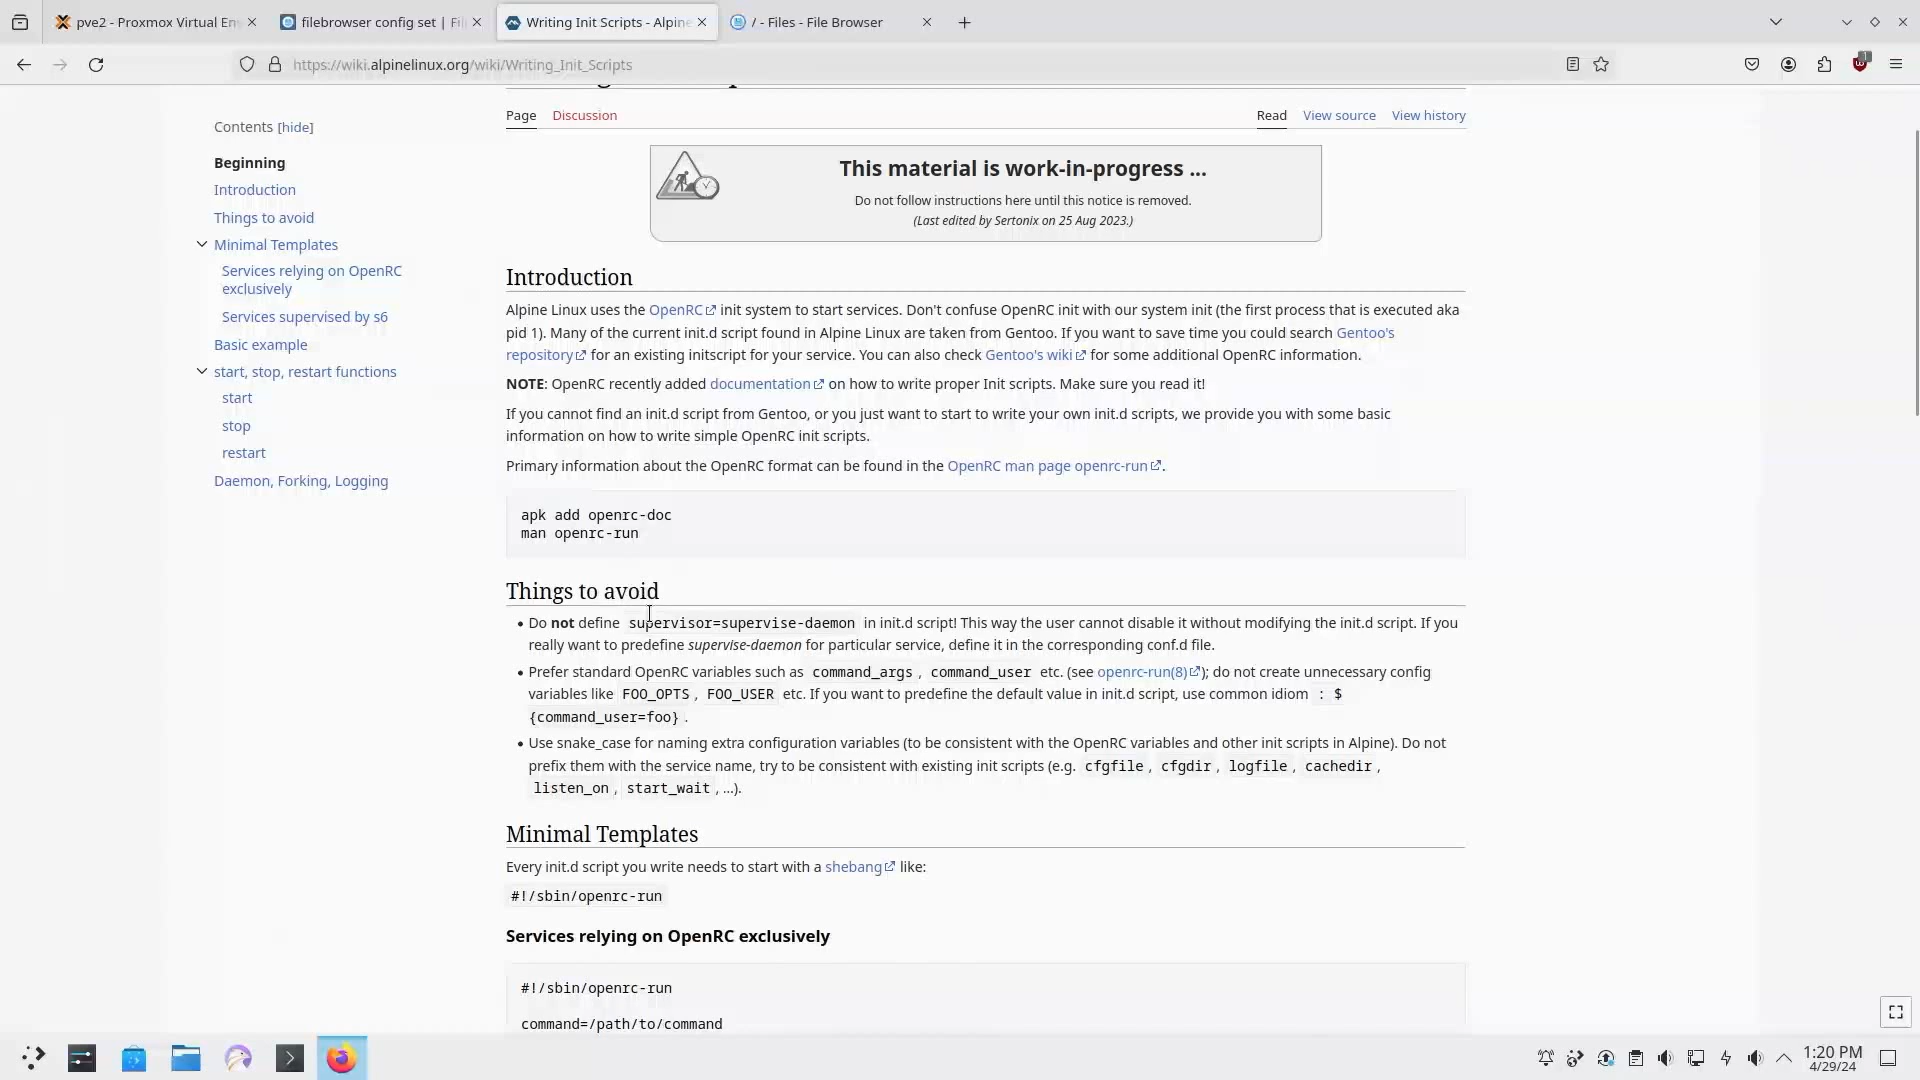 pve2 - Proxmox Virtual En
filebrowser config set | Fil
Writing Init Scripts - Alpine
/ - Files - File Browser
https://wiki.alpinelinux.org/wiki/Writing_Init_Scripts
1
Contents [hide]
Beginning
Introduction
Things to avoid
Minimal Templates
Services relying on OpenRC
exclusively
Services supervised by s6
Basic example
start, stop, restart functions
start
stop
restart
Daemon, Forking, Logging
Page Discussion Read View source View history
This material is work-in-progress ...
Do not follow instructions here until this notice is removed.
(Last edited by Sertonix on 25 Aug 2023.)
Introduction
Alpine Linux uses the OpenRC init system to start services. Don't confuse OpenRC init with our system init (the first process that is executed aka
pid 1). Many of the current init.d script found in Alpine Linux are taken from Gentoo. If you want to save time you could search Gentoo's
repository for an existing initscript for your service. You can also check Gentoo's wiki for some additional OpenRC information.
NOTE: OpenRC recently added documentation on how to write proper Init scripts. Make sure you read it!
If you cannot find an init.d script from Gentoo, or you just want to start to write your own init.d scripts, we provide you with some basic
information on how to write simple OpenRC init scripts.
Primary information about the OpenRC format can be found in the OpenRC man page openrc-run.
apk add openrc-doc
man openrc-run
Things to avoid
• Do not define supervisor=supervise-daemon in init.d script! This way the user cannot disable it without modifying the init.d script. If you
really want to predefine supervise-daemon for particular service, define it in the corresponding conf.d file.
• Prefer standard OpenRC variables such as command_args, command_user etc. (see openrc-run(8)); do not create unnecessary config
variables like FOO_OPTS, FOO_USER etc. If you want to predefine the default value in init.d script, use common idiom : $
{command_user=foo}.
• Use snake_case for naming extra configuration variables (to be consistent with the OpenRC variables and other init scripts in Alpine). Do not
prefix them with the service name, try to be consistent with existing init scripts (e.g. cfgfile, cfgdir, logfile, cachedir,
listen_on, start_wait, ...).
Minimal Templates
Every init.d script you write needs to start with a shebang like:
#!/sbin/openrc-run
Services relying on OpenRC exclusively
#!/sbin/openrc-run
command=/path/to/command
1:20 PM
4/29/24